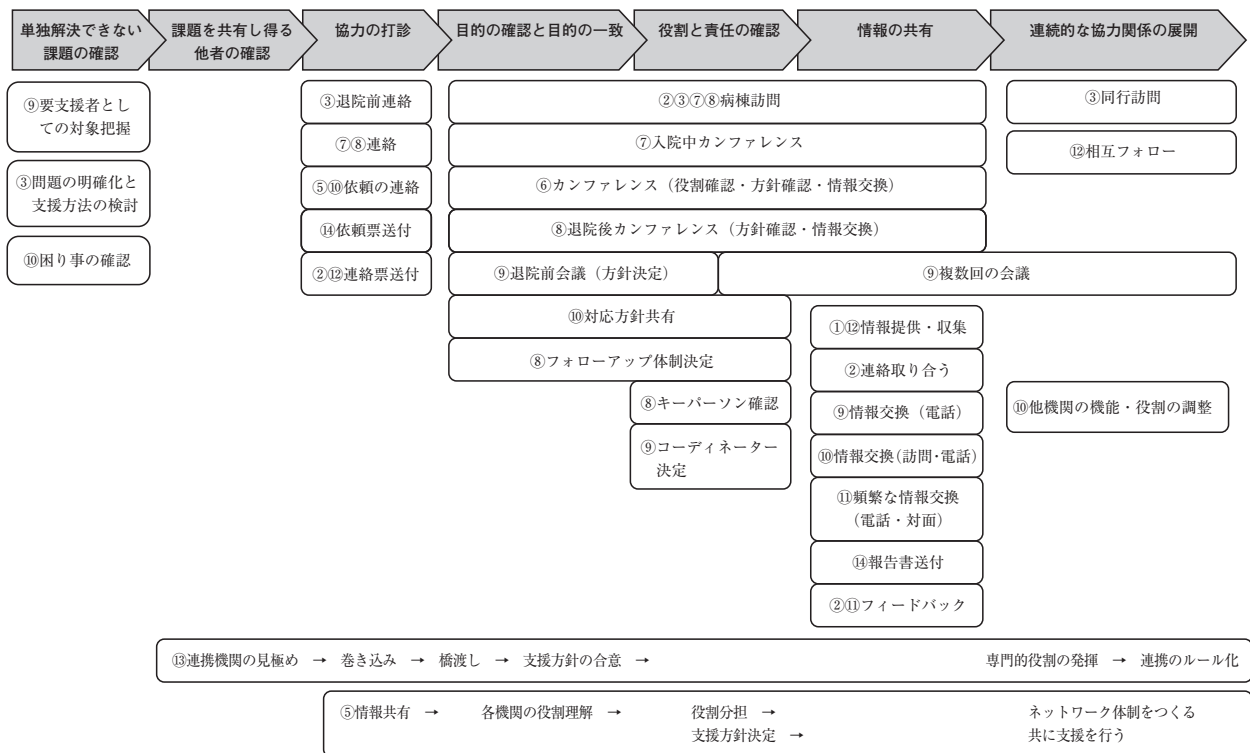 単独解決できない
課題の確認
課題を共有し得る
他者の確認
協力の打診
目的の確認と目的の一致
役割と責任の確認
情報の共有
連続的な協力関係の展開
⑨要支援者とし
ての対象把握
③問題の明確化と
支援方法の検討
⑩困り事の確認
③退院前連絡
⑦⑧連絡
⑤⑩依頼の連絡
⑭依頼票送付
②⑫連絡票送付
②③⑦⑧病棟訪問
⑦入院中カンファレンス
⑥カンファレンス（役割確認・方針確認・情報交換）
⑧退院後カンファレンス（方針確認・情報交換）
⑨退院前会議（方針決定）
⑨複数回の会議
⑩対応方針共有
⑧フォローアップ体制決定
⑧キーパーソン確認
⑨コーディネーター
決定
①⑫情報提供・収集
②連絡取り合う
⑨情報交換（電話）
⑩情報交換(訪問・電話)
⑪頻繁な情報交換
（電話・対面）
⑭報告書送付
②⑪フィードバック
③同行訪問
⑫相互フォロー
⑩他機関の機能・役割の調整
⑬連携機関の見極め → 巻き込み → 橋渡し → 支援方針の合意 → 専門的役割の発揮 → 連携のルール化
⑤情報共有 → 各機関の役割理解 → 役割分担 → ネットワーク体制をつくる
支援方針決定 → 共に支援を行う